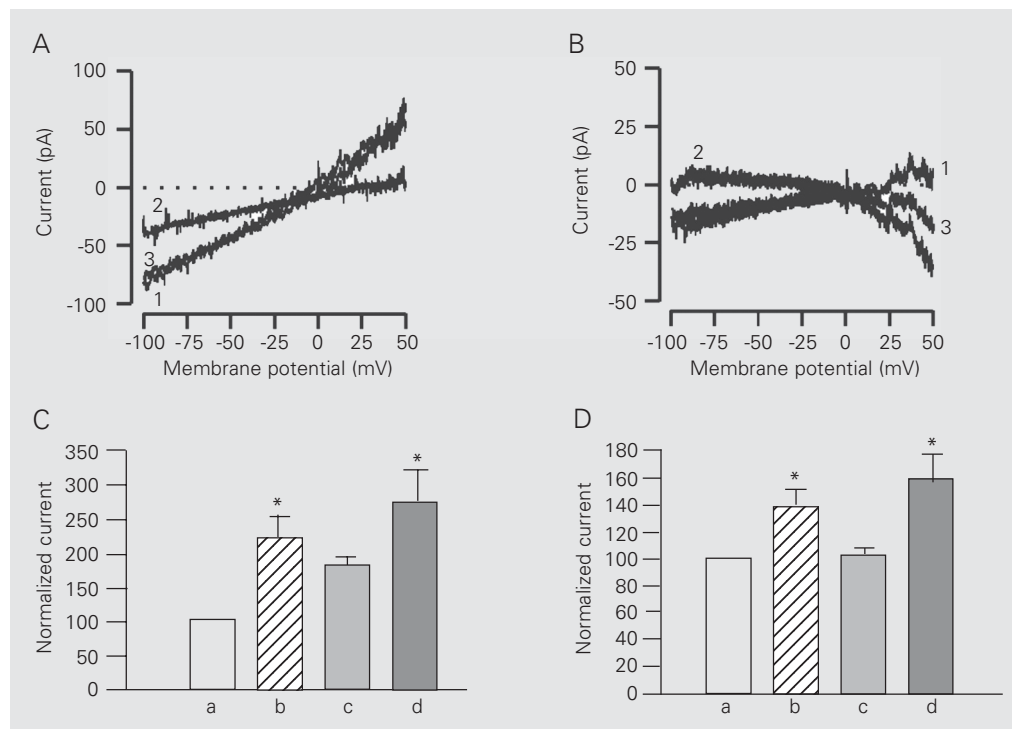 A
100
50
0
-50
-100
Current (pA)
2
3
1
-100 -75 -50 -25 0 25 50
Membrane potential (mV)
B
50
25
0
-25
-50
Current (pA)
2
1
3
-100 -75 -50 -25 0 25 50
Membrane potential (mV)
C
350
300
250
200
150
100
50
0
Normalized current
* *
a b c d
D
180
160
140
120
100
80
60
40
20
0
Normalized current
* *
a b c d